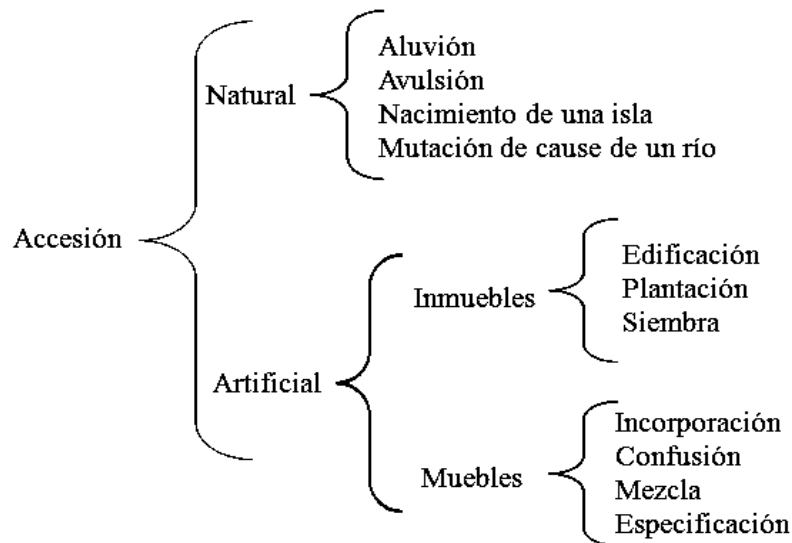 Accesión
Natural
Aluvión
Avulsión
Nacimiento de una isla
Mutación de cause de un río
Artificial
Inmuebles
Edificación
Plantación
Siembra
Muebles
Incorporación
Confusión
Mezcla
Especificación